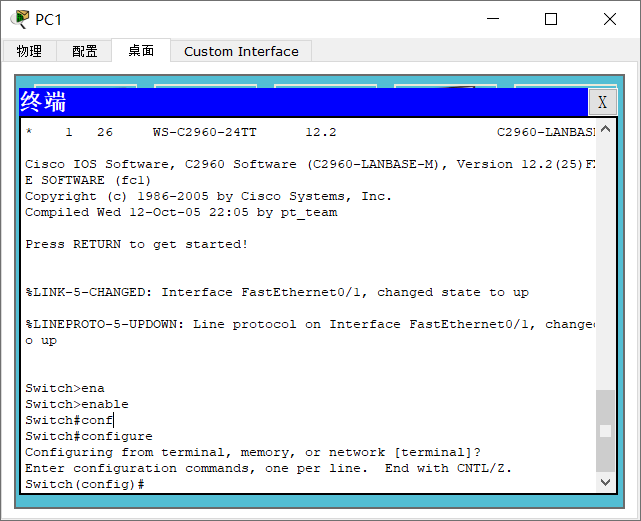 PC1
物理 配置 桌面 Custom Interface
终端 X
* 1 26 WS-C2960-24TT 12.2 C2960-LANBASE
Cisco IOS Software, C2960 Software (C2960-LANBASE-M), Version 12.2(25)FX
E SOFTWARE (fc1)
Copyright (c) 1986-2005 by Cisco Systems, Inc.
Compiled Wed 12-Oct-05 22:05 by pt_team
Press RETURN to get started!
%LINK-5-CHANGED: Interface FastEthernet0/1, changed state to up
%LINEPROTO-5-UPDOWN: Line protocol on Interface FastEthernet0/1, changed
o up
Switch>ena
Switch>enable
Switch#conf
Switch#configure
Configuring from terminal, memory, or network [terminal]?
Enter configuration commands, one per line. End with CNTL/Z.
Switch(config)#